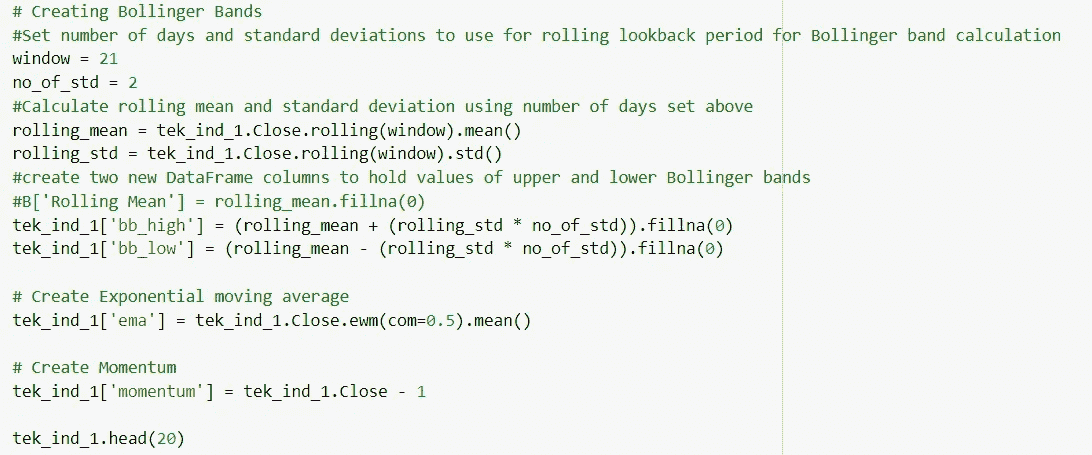 # Creating Bollinger Bands
#Set number of days and standard deviations to use for rolling lookback period for Bollinger band calculation
window = 21
no_of_std = 2
#Calculate rolling mean and standard deviation using number of days set above
rolling_mean = tek_ind_1.Close.rolling(window).mean()
rolling_std = tek_ind_1.Close.rolling(window).std()
#create two new DataFrame columns to hold values of upper and lower Bollinger bands
#B['Rolling Mean'] = rolling_mean.fillna(0)
tek_ind_1['bb_high'] = (rolling_mean + (rolling_std * no_of_std)).fillna(0)
tek_ind_1['bb_low'] = (rolling_mean - (rolling_std * no_of_std)).fillna(0)
# Create Exponential moving average
tek_ind_1['ema'] = tek_ind_1.Close.ewm(com=0.5).mean()
# Create Momentum
tek_ind_1['momentum'] = tek_ind_1.Close - 1
tek_ind_1.head(20)